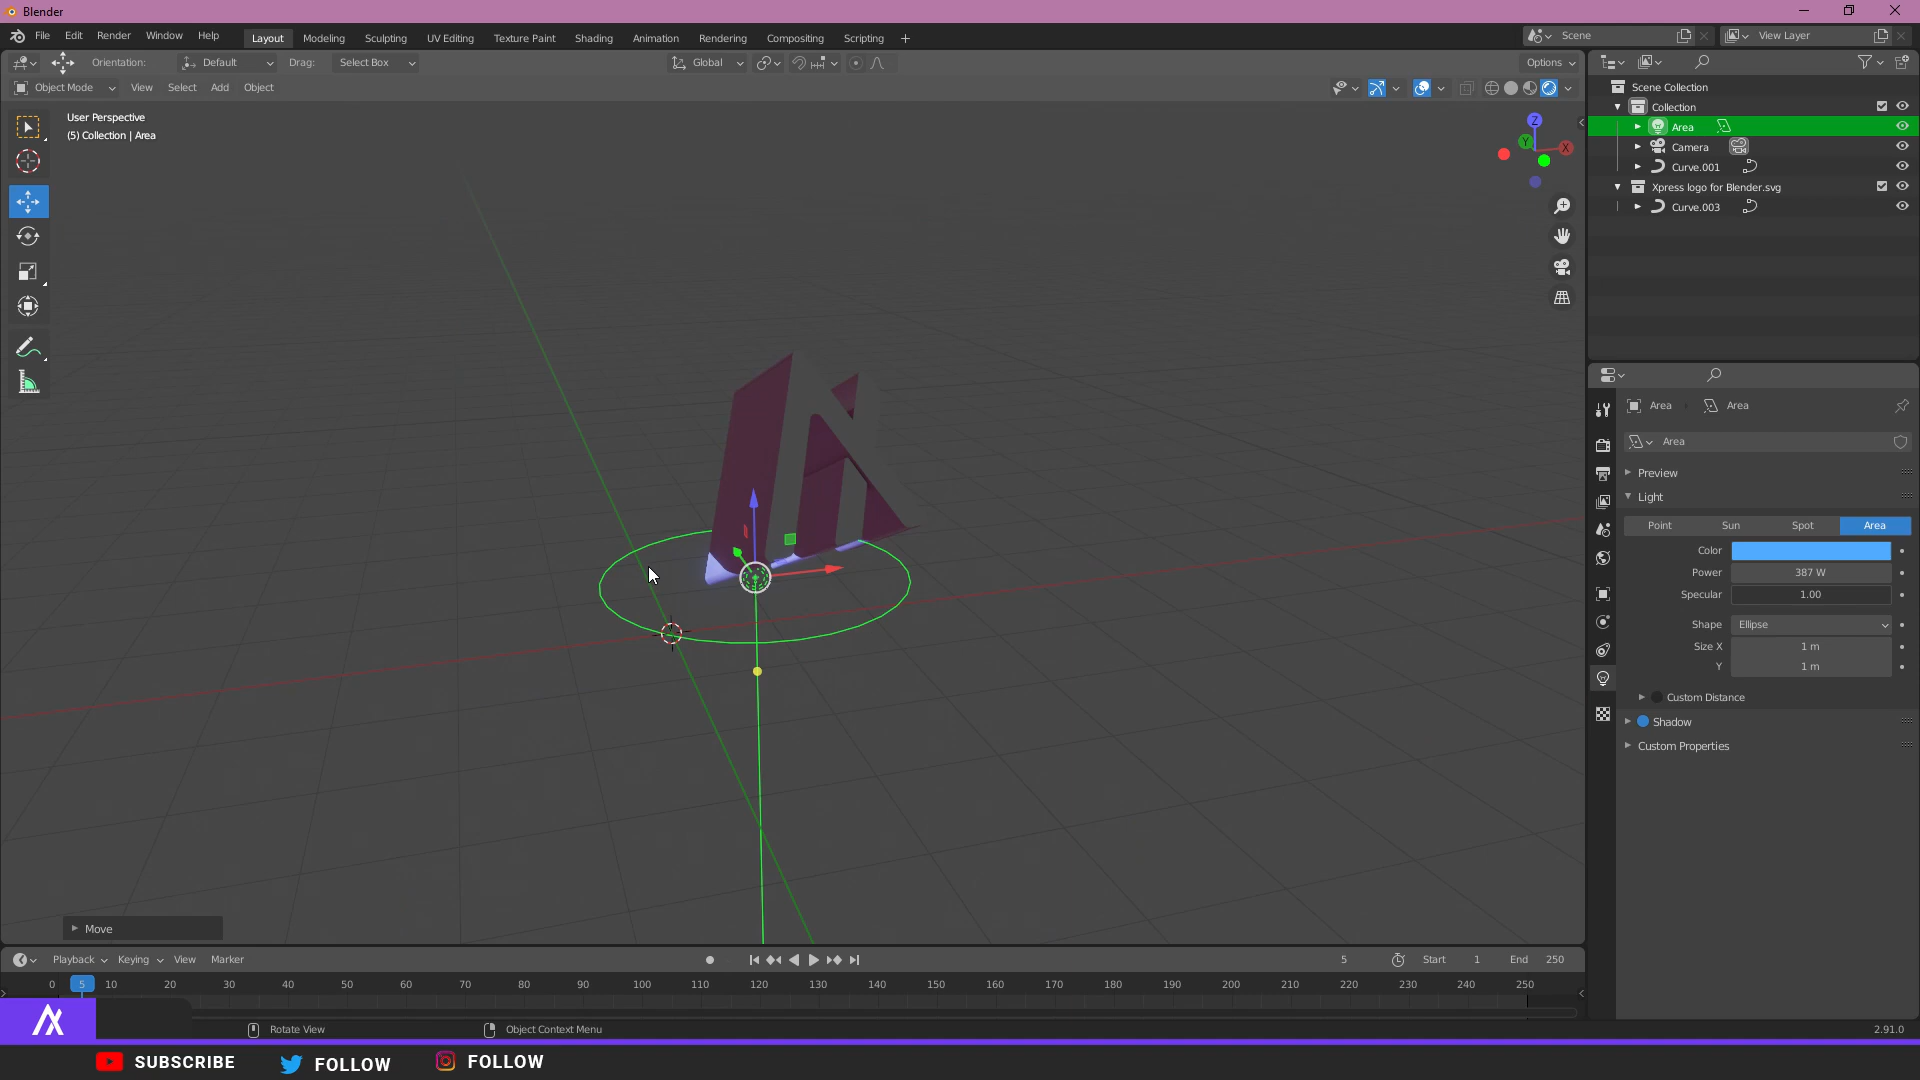 Blender
File Edit Render Window Help Layout Modeling Sculpting UV Editing Texture Paint Shading Animation Rendering Compositing Scripting + Scene View Layer
Orientation: Default Drag: Select Box Global Options
Object Mode View Select Add Object
User Perspective
(5) Collection | Area
Z
Y
X
Scene Collection
Collection
Area
Camera
Curve.001
Xpress logo for Blender.svg
Curve.003
Area Area
Area
Preview
Light
Point Sun Spot Area
Color
Power 387 W
Specular 1.00
Shape Ellipse
Size X 1 m
Y 1 m
Custom Distance
Shadow
Custom Properties
Move
Playback Keying View Marker 5 Start 1 End 250
0 5 10 20 30 40 50 60 70 80 90 100 110 120 130 140 150 160 170 180 190 200 210 220 230 240 250
Rotate View Object Context Menu 2.91.0
SUBSCRIBE FOLLOW FOLLOW